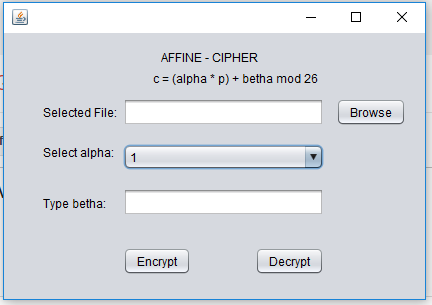 AFFINE - CIPHER
c = (alpha * p) + betha mod 26
Selected File:
Browse
Select alpha:
1
Type betha:
Encrypt
Decrypt